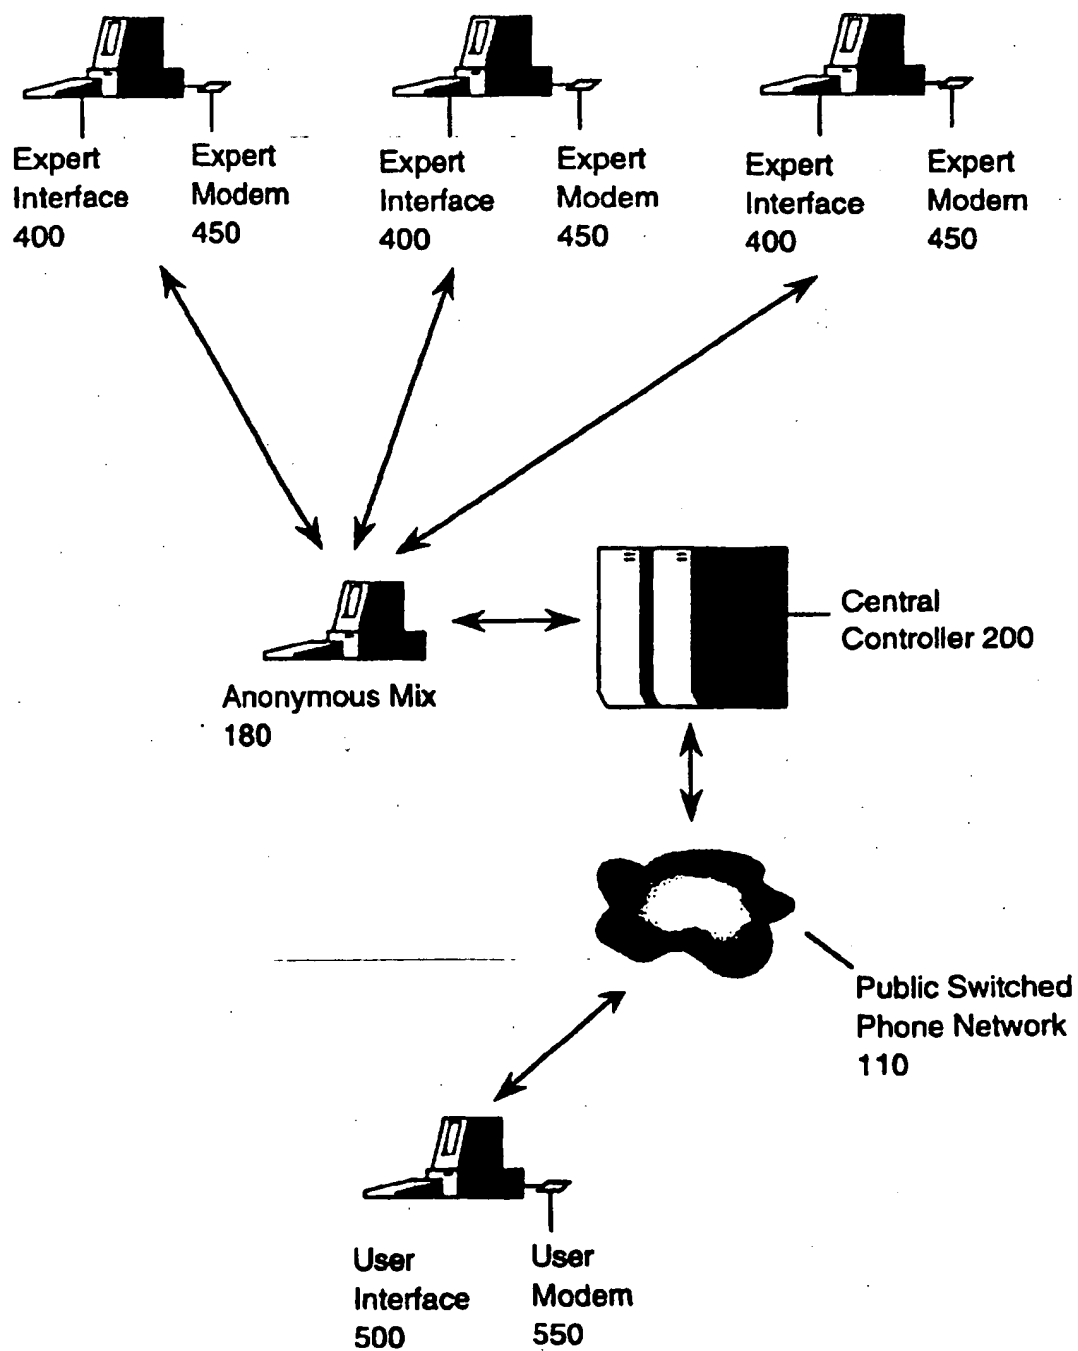 Expert
Interface
400
Expert
Modem
450
Expert
Interface
400
Expert
Modem
450
Expert
Interface
400
Expert
Modem
450
Central
Controller 200
Anonymous Mix
180
Public Switched
Phone Network
110
User
Interface
500
User
Modem
550